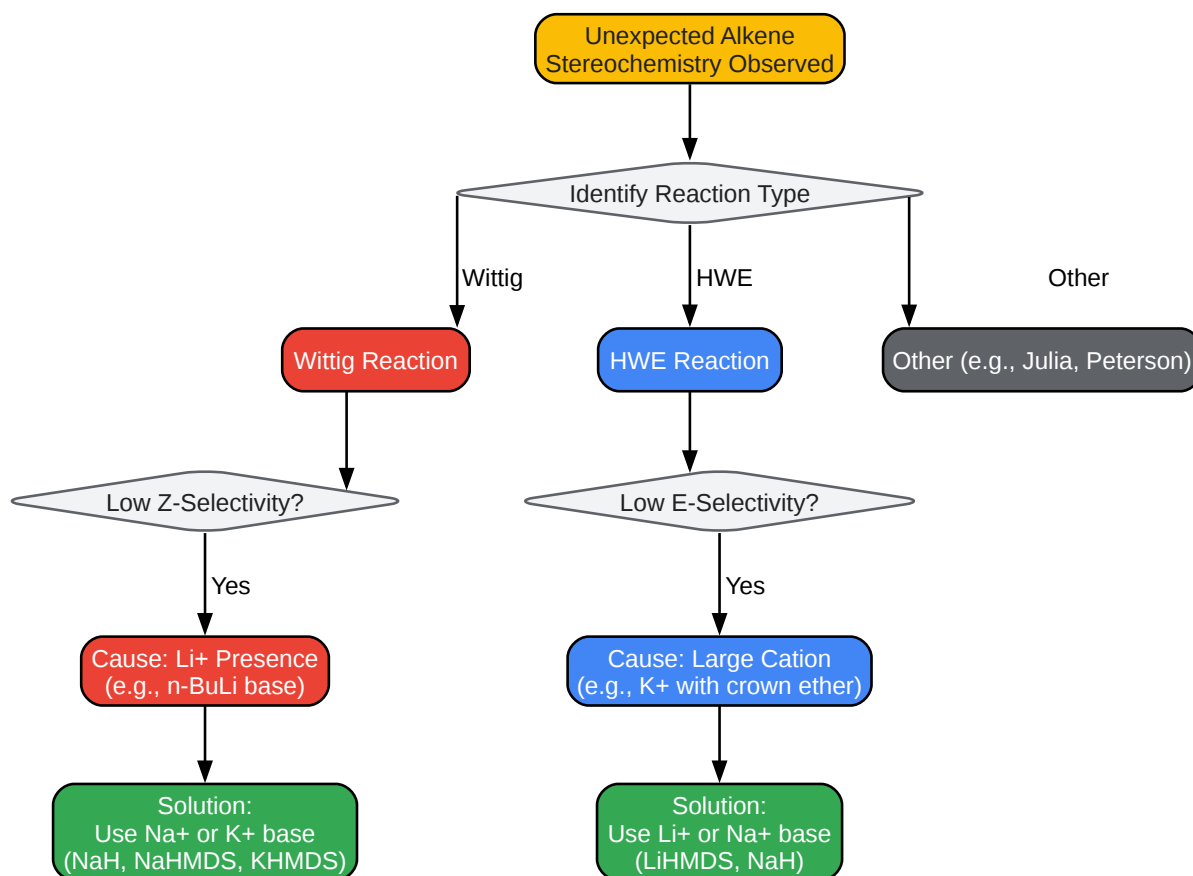 Unexpected Alkene
Stereochemistry Observed
Identify Reaction Type
Wittig
HWE
Other
Wittig Reaction
HWE Reaction
Other (e.g., Julia, Peterson)
Low Z-Selectivity?
Low E-Selectivity?
Yes
Yes
Cause: Li+ Presence
(e.g., n-BuLi base)
Cause: Large Cation
(e.g., K+ with crown ether)
Solution:
Use Na+ or K+ base
(NaH, NaHMDS, KHMDS)
Solution:
Use Li+ or Na+ base
(LiHMDS, NaH)